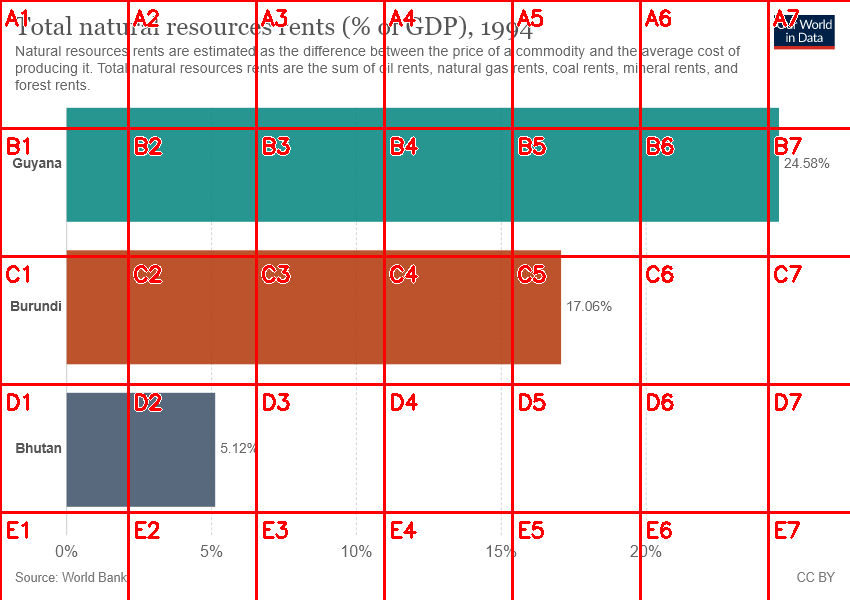 Total natural resources rents (% of GDP), 1994
Our World
in Data
Natural resources rents are estimated as the difference between the price of a commodity and the average cost of
producing it. Total natural resources rents are the sum of oil rents, natural gas rents, coal rents, mineral rents, and
forest rents.
A1 A2 A3 A4 A5 A6 A7
B1 B2 B3 B4 B5 B6 B7
Guyana 24.58%
C1 C2 C3 C4 C5 C6 C7
Burundi 17.06%
D1 D2 D3 D4 D5 D6 D7
Bhutan 5.12%
E1 E2 E3 E4 E5 E6 E7
0% 5% 10% 15% 20%
Source: World Bank CC BY